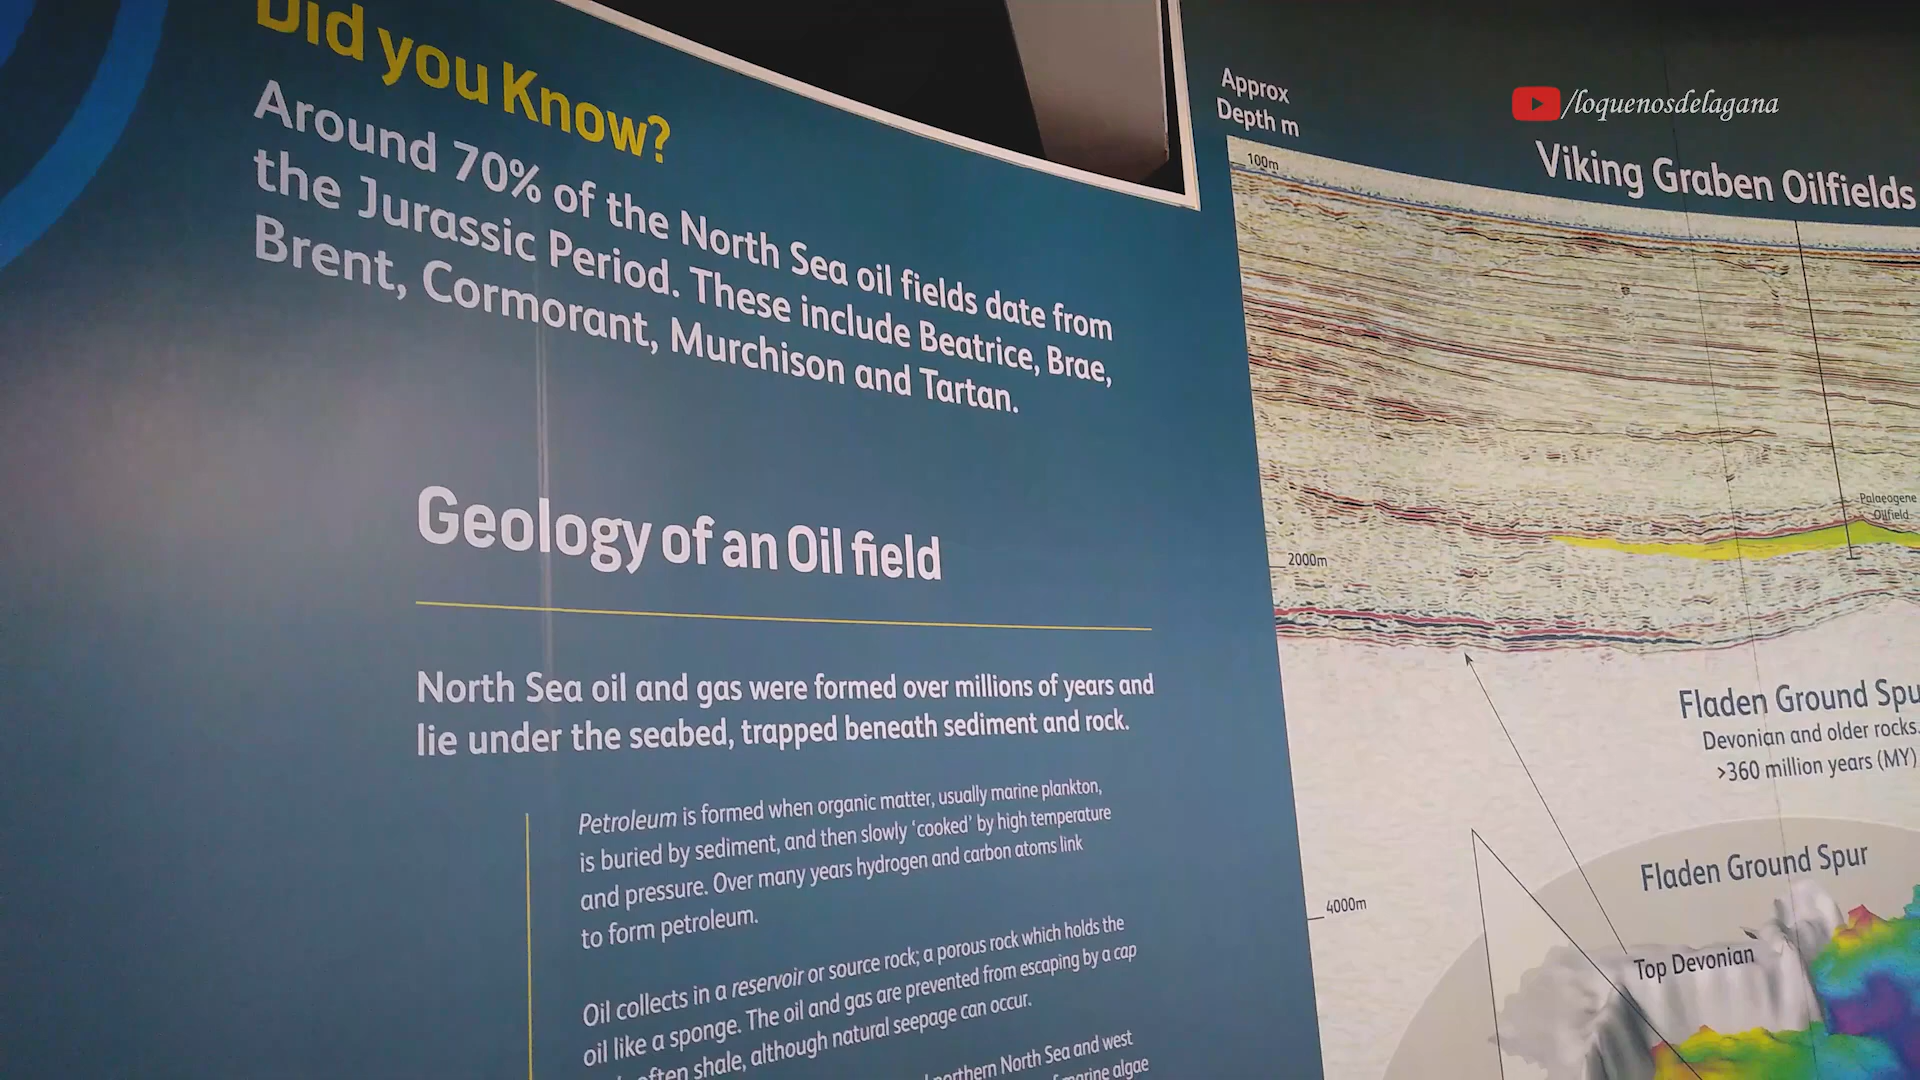 Did you Know?
Around 70% of the North Sea oil fields date from
the Jurassic Period. These include Beatrice, Brae,
Brent, Cormorant, Murchison and Tartan.
Geology of an Oil field
North Sea oil and gas were formed over millions of years and
lie under the seabed, trapped beneath sediment and rock.
Petroleum is formed when organic matter, usually marine plankton,
is buried by sediment, and then slowly ‘cooked’ by high temperature
and pressure. Over many years hydrogen and carbon atoms link
to form petroleum.
Oil collects in a reservoir or source rock; a porous rock which holds the
oil like a sponge. The oil and gas are prevented from escaping by a cap
often shale, although natural seepage can occur.
northern North Sea and west
marine algae
Approx
Depth m
/loquenosdelagana
Viking Graben Oilfields
100m
Palaeogene
Oilfield
2000m
Fladen Ground Spu
Devonian and older rocks.
>360 million years (MY)
Fladen Ground Spur
4000m
Top Devonian